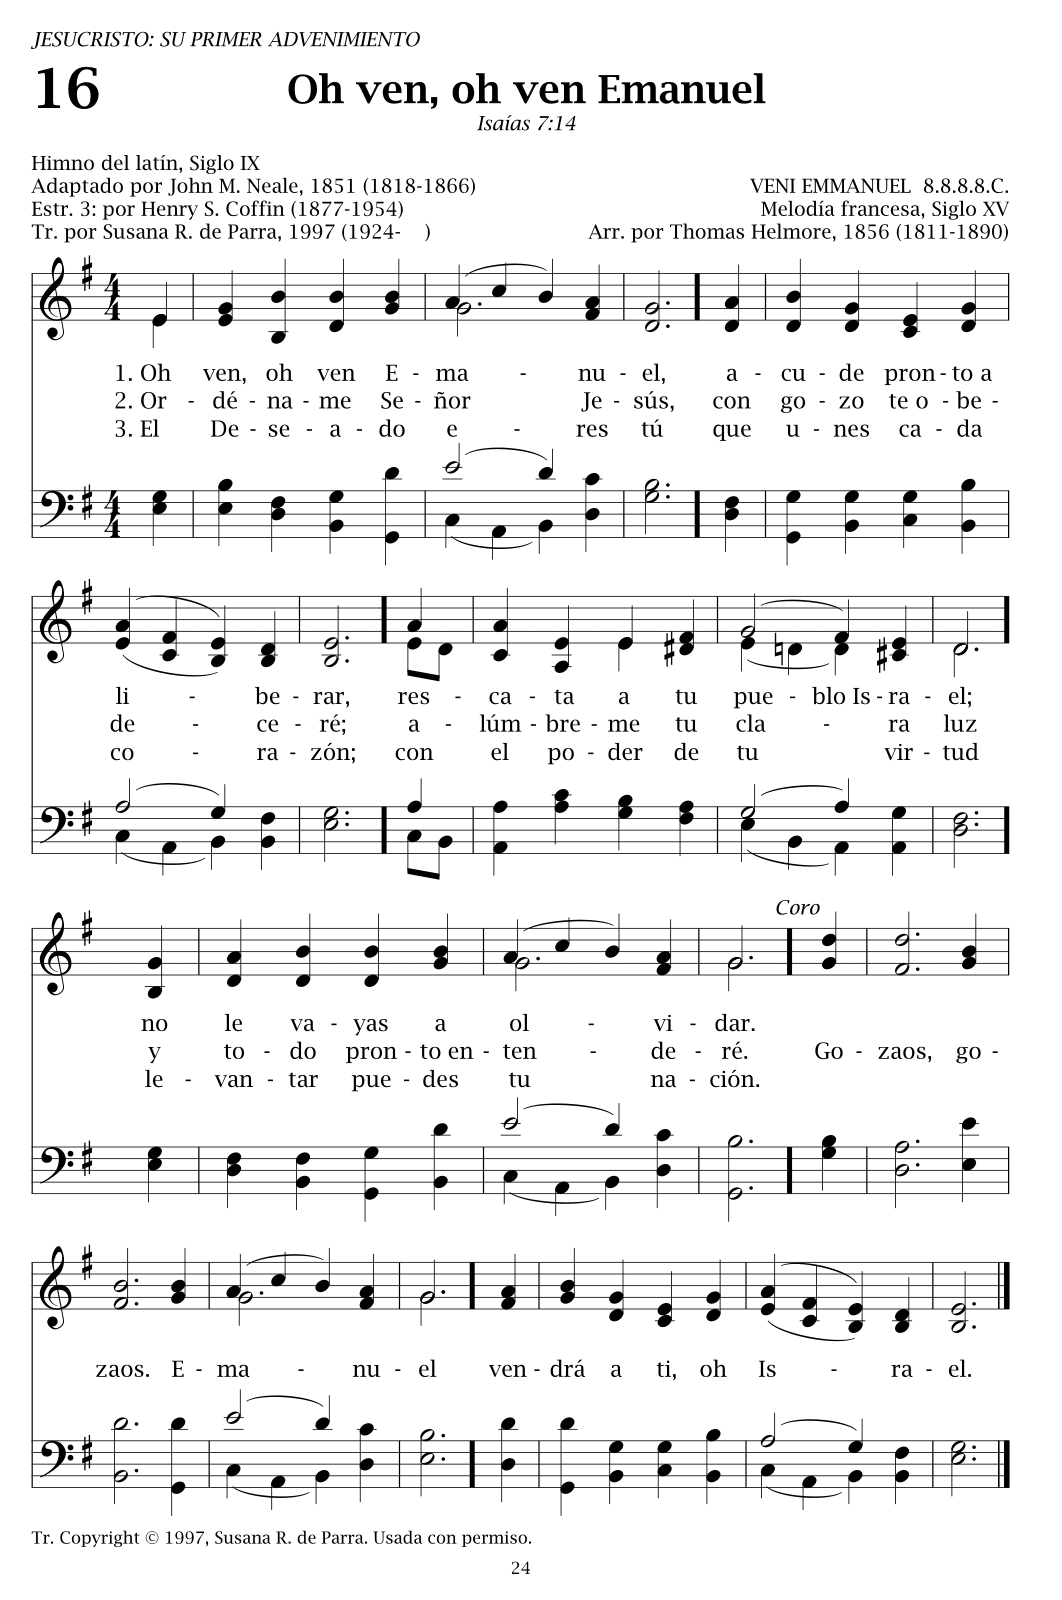 JESUCRISTO: SU PRIMER ADVENIMIENTO
16
Oh ven, oh ven Emanuel
Isaías 7:14
Himno del latín, Siglo IX
Adaptado por John M. Neale, 1851 (1818-1866)
Estr. 3: por Henry S. Coffin (1877-1954)
Tr. por Susana R. de Parra, 1997 (1924-    )
VENI EMMANUEL  8.8.8.8.C.
Melodía francesa, Siglo XV
Arr. por Thomas Helmore, 1856 (1811-1890)
1. Oh ven, oh ven E - ma - nu - el, a - cu - de pron - to a
2. Or - dé - na - me Se - ñor Je - sús, con go - zo te o - be -
3. El De - se - a - do e - res tú que u - nes ca - da
li - be - rar, res - ca - ta a tu pue - blo Is - ra - el;
de - ce - ré; a - lúm - bre - me tu cla - ra luz
co - ra - zón; con el po - der de tu vir - tud
Coro
no le va - yas a ol - vi - dar.
y to - do pron - to en - ten - de - ré. Go - zaos, go -
le - van - tar pue - des tu na - ción.
zaos. E - ma - nu - el ven - drá a ti, oh Is - ra - el.
Tr. Copyright © 1997, Susana R. de Parra. Usada con permiso.
24